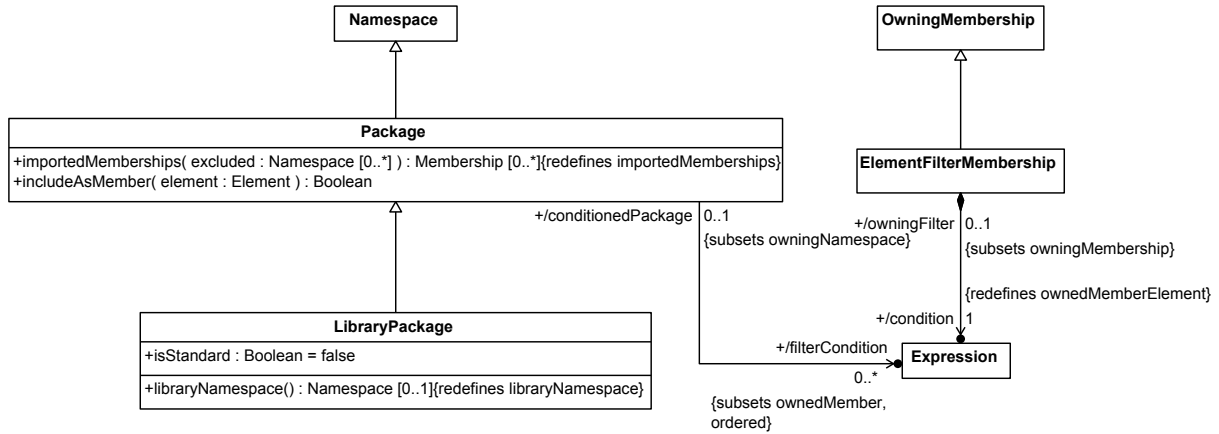 Namespace
OwningMembership
Package
+importedMemberships( excluded : Namespace [0..*] ) : Membership [0..*]{redefines importedMemberships}
+includeAsMember( element : Element ) : Boolean
ElementFilterMembership
+/conditionedPackage
0..1
{subsets owningNamespace}
+/owningFilter
0..1
{subsets owningMembership}
{redefines ownedMemberElement}
+/condition
1
LibraryPackage
+isStandard : Boolean = false
+libraryNamespace() : Namespace [0..1]{redefines libraryNamespace}
+/filterCondition
0..*
{subsets ownedMember,
ordered}
Expression